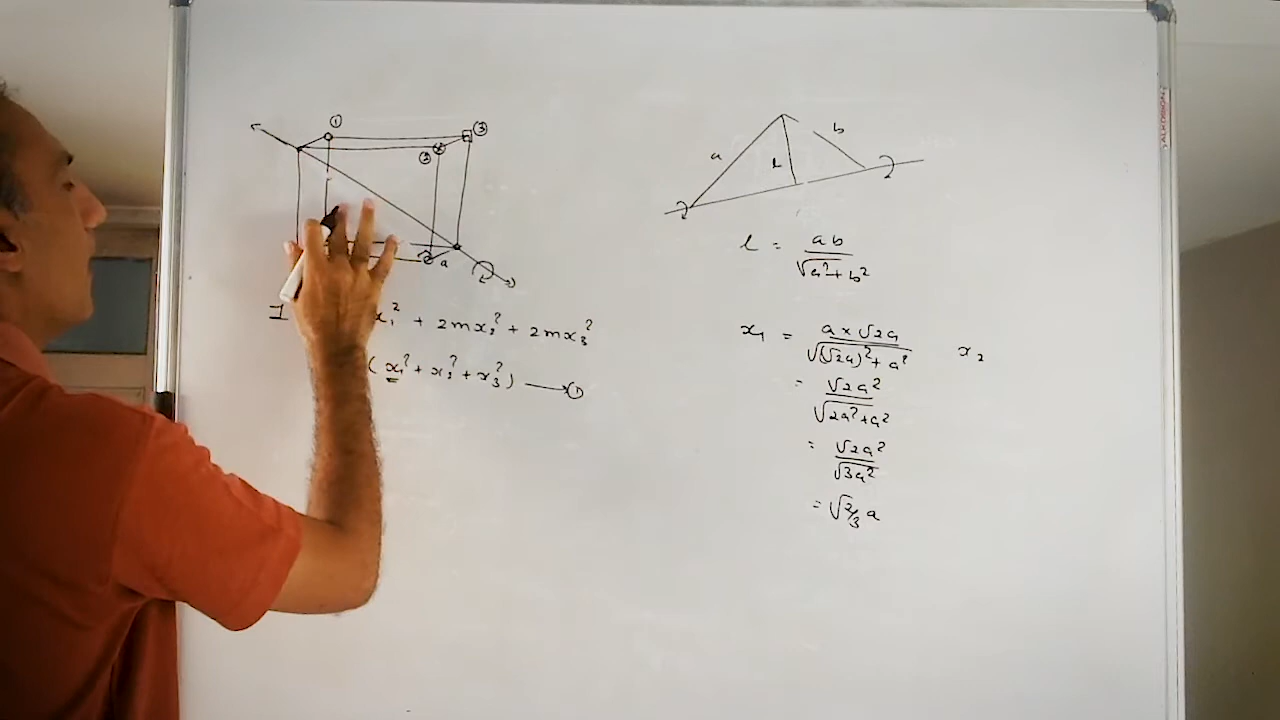 ① ③
②
a
I x₁² + 2mx₂² + 2mx₃²
(x₁² + x₂² + x₃²) ⟶ ①
a l b
l = ab/√a²+b²
x₁ = a×√2a/√(√2a)²+a² x₂
= √2a²/√2a²+a²
= √2a²/√3a²
= √2/3 a